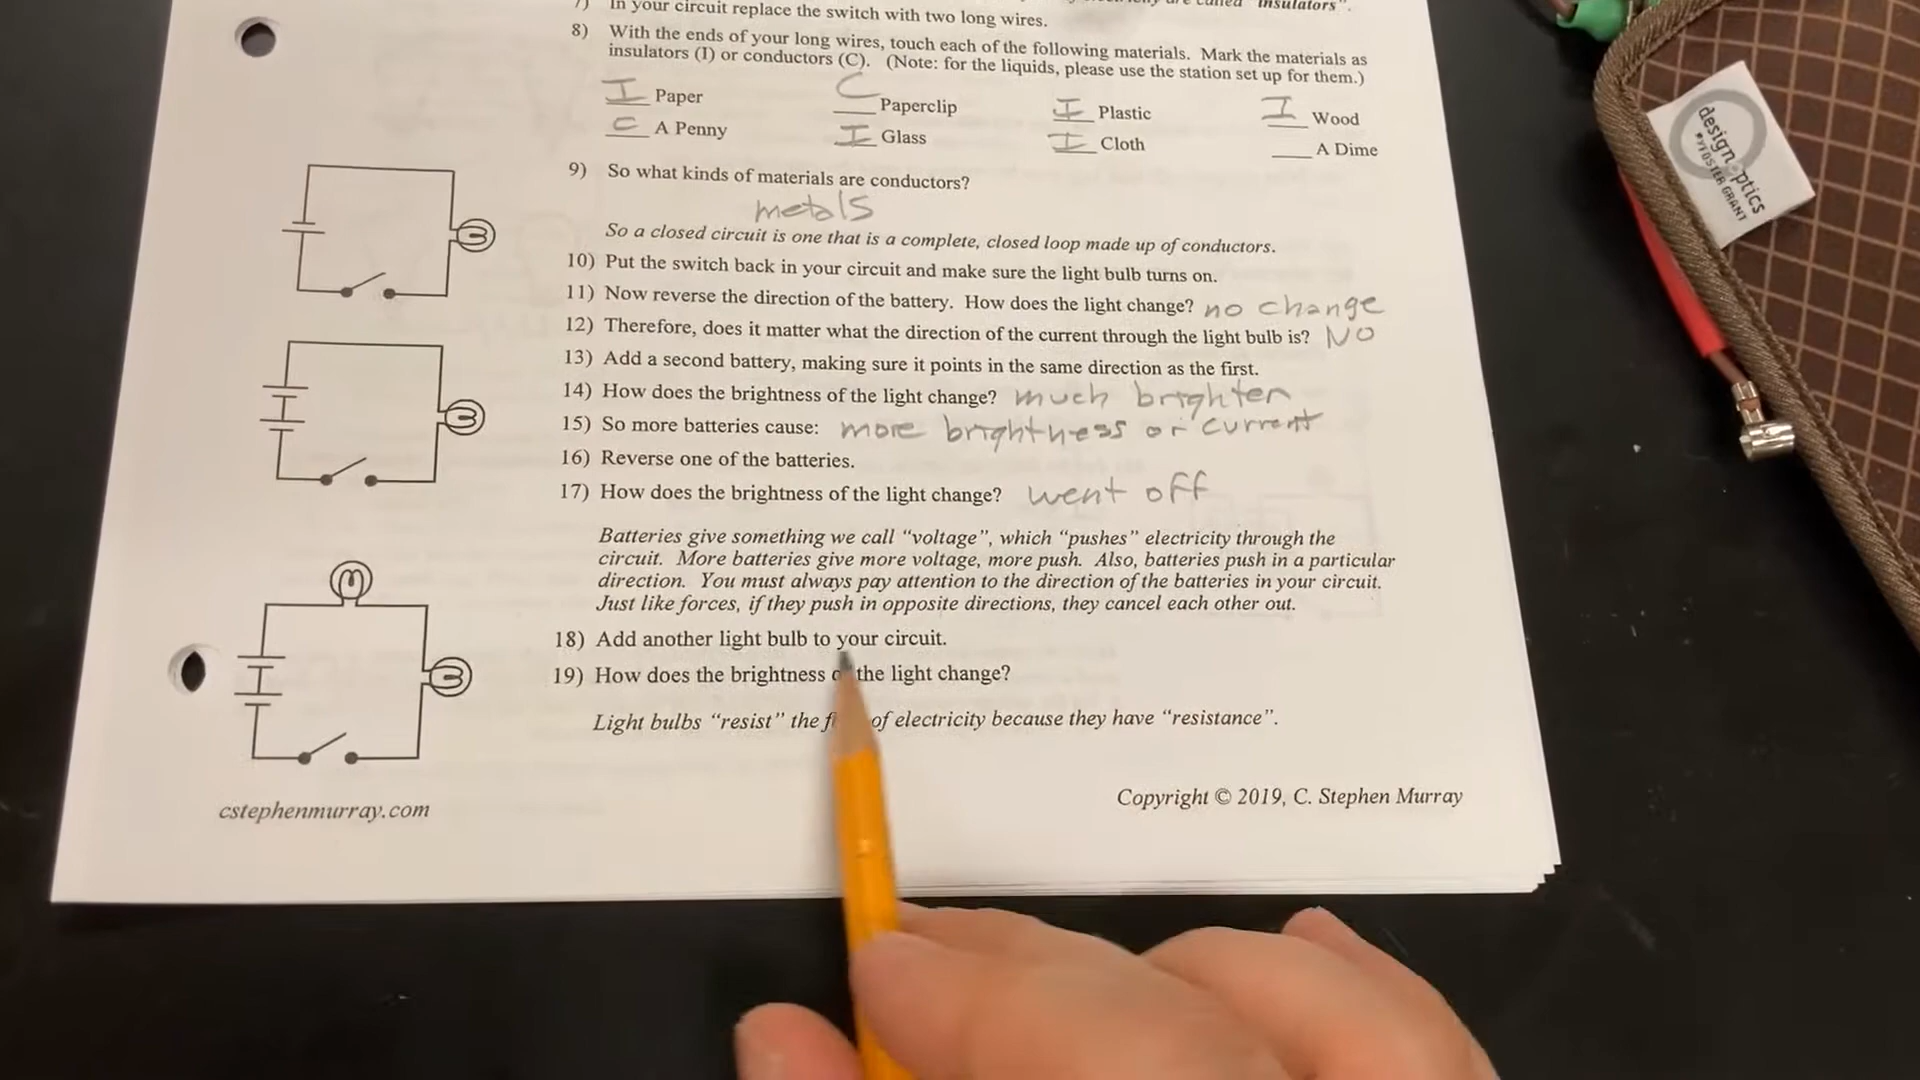 7) In your circuit replace the switch with two long wires.
insulators".
8) With the ends of your long wires, touch each of the following materials. Mark the materials as
insulators (I) or conductors (C). (Note: for the liquids, please use the station set up for them.)
I Paper C Paperclip I Plastic I Wood
C A Penny I Glass I Cloth ___ A Dime
9) So what kinds of materials are conductors?
metals
So a closed circuit is one that is a complete, closed loop made up of conductors.
10) Put the switch back in your circuit and make sure the light bulb turns on.
11) Now reverse the direction of the battery. How does the light change? no change
12) Therefore, does it matter what the direction of the current through the light bulb is? NO
13) Add a second battery, making sure it points in the same direction as the first.
14) How does the brightness of the light change? much brighter
15) So more batteries cause: more brightness or current
16) Reverse one of the batteries.
17) How does the brightness of the light change? went off
Batteries give something we call "voltage", which "pushes" electricity through the
circuit. More batteries give more voltage, more push. Also, batteries push in a particular
direction. You must always pay attention to the direction of the batteries in your circuit.
Just like forces, if they push in opposite directions, they cancel each other out.
18) Add another light bulb to your circuit.
19) How does the brightness the light change?
Light bulbs "resist" the of electricity because they have "resistance".
cstephenmurray.com
Copyright © 2019, C. Stephen Murray
design optics
BY FOSTER GRANT